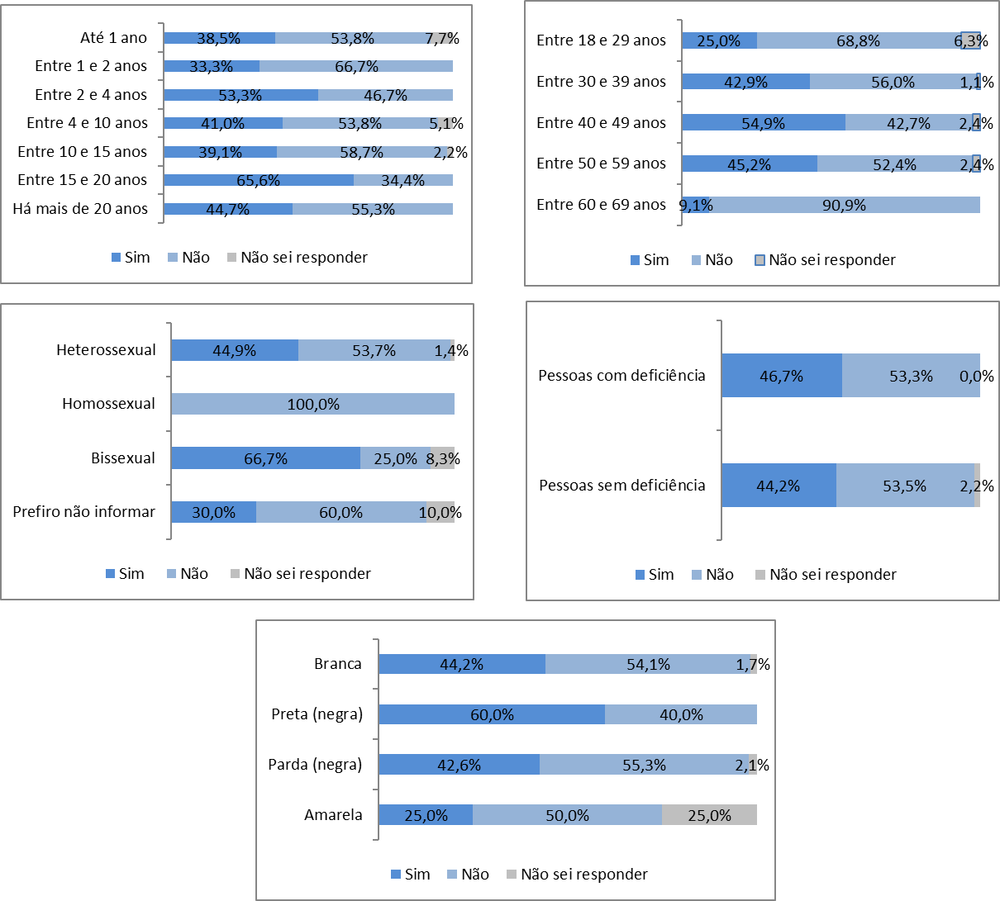 Até 1 ano 38,5% 53,8% 7,7%
Entre 1 e 2 anos 33,3% 66,7%
Entre 2 e 4 anos 53,3% 46,7%
Entre 4 e 10 anos 41,0% 53,8% 5,1%
Entre 10 e 15 anos 39,1% 58,7% 2,2%
Entre 15 e 20 anos 65,6% 34,4%
Há mais de 20 anos 44,7% 55,3%
Sim Não Não sei responder
Entre 18 e 29 anos 25,0% 68,8% 6,3%
Entre 30 e 39 anos 42,9% 56,0% 1,1%
Entre 40 e 49 anos 54,9% 42,7% 2,4%
Entre 50 e 59 anos 45,2% 52,4% 2,4%
Entre 60 e 69 anos 9,1% 90,9%
Sim Não Não sei responder
Heterossexual 44,9% 53,7% 1,4%
Homossexual 100,0%
Bissexual 66,7% 25,0% 8,3%
Prefiro não informar 30,0% 60,0% 10,0%
Sim Não Não sei responder
Pessoas com deficiência 46,7% 53,3% 0,0%
Pessoas sem deficiência 44,2% 53,5% 2,2%
Sim Não Não sei responder
Branca 44,2% 54,1% 1,7%
Preta (negra) 60,0% 40,0%
Parda (negra) 42,6% 55,3% 2,1%
Amarela 25,0% 50,0% 25,0%
Sim Não Não sei responder